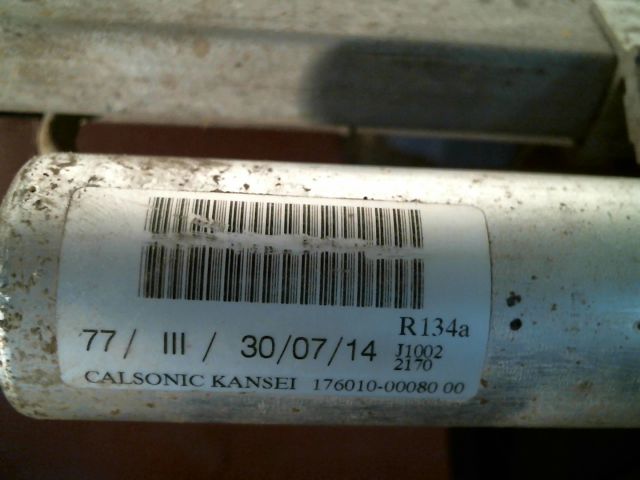 77/ III / 30/07/14 R134a
J1002
2170
CALSONIC KANSEI 176010-00080 00